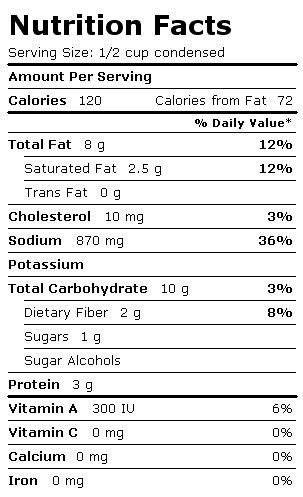 Nutrition Facts
Serving Size: 1/2 cup condensed
Amount Per Serving
Calories 120 Calories from Fat 72
% Daily Value*
Total Fat 8 g 12%
Saturated Fat 2.5 g 12%
Trans Fat 0 g
Cholesterol 10 mg 3%
Sodium 870 mg 36%
Potassium
Total Carbohydrate 10 g 3%
Dietary Fiber 2 g 8%
Sugars 1 g
Sugar Alcohols
Protein 3 g
Vitamin A 300 IU 6%
Vitamin C 0 mg 0%
Calcium 0 mg 0%
Iron 0 mg 0%